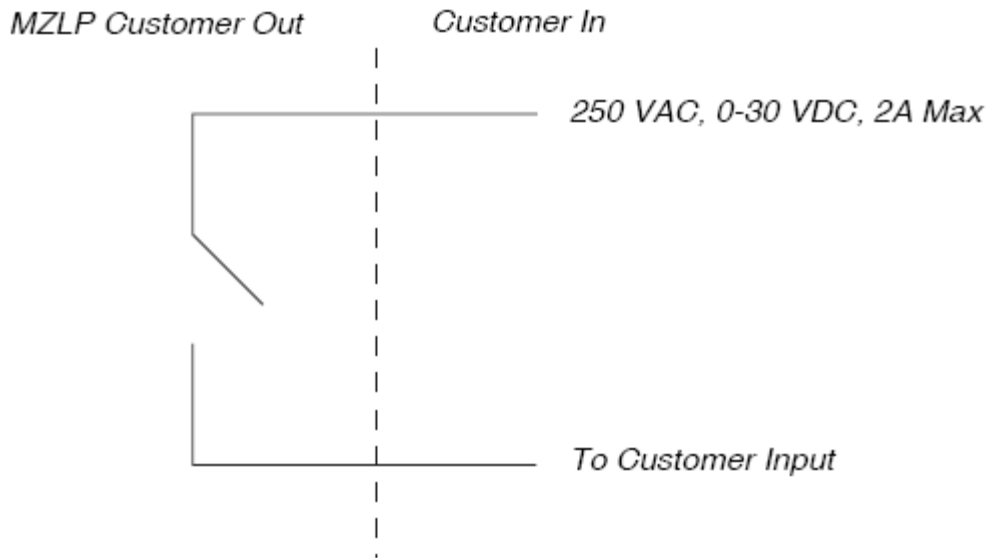 MZLP Customer Out
Customer In
250 VAC, 0-30 VDC, 2A Max
To Customer Input